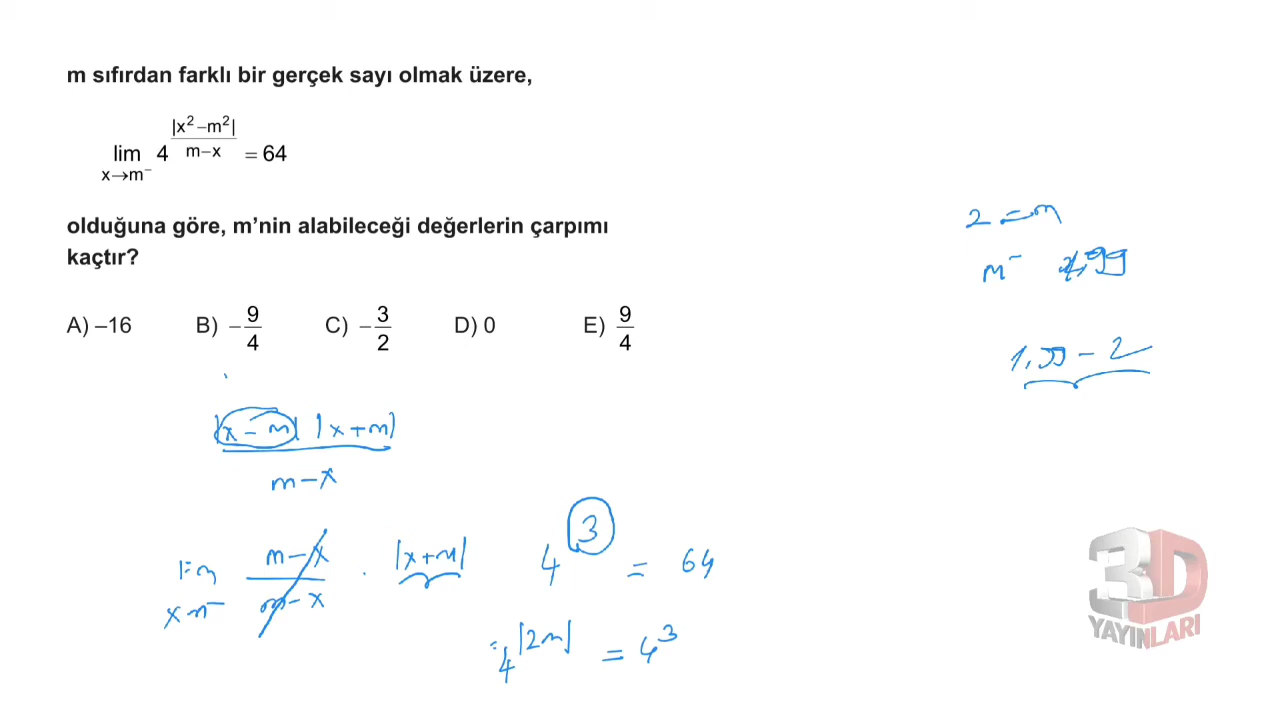 m sıfırdan farklı bir gerçek sayı olmak üzere,
lim x→m⁻ 4^(|x²–m²|/(m–x)) = 64
olduğuna göre, m’nin alabileceği değerlerin çarpımı
kaçtır?
A) –16 B) –9/4 C) –3/2 D) 0 E) 9/4
2 = m
m⁻ 1,99
1,99 – 2
|x – m| |x+m|
m – x
lim x m⁻ (m–x)/(m–x) . |x+m|
4^3 = 64
= 4^|2m| = 4^3
3D
YAYINLARI